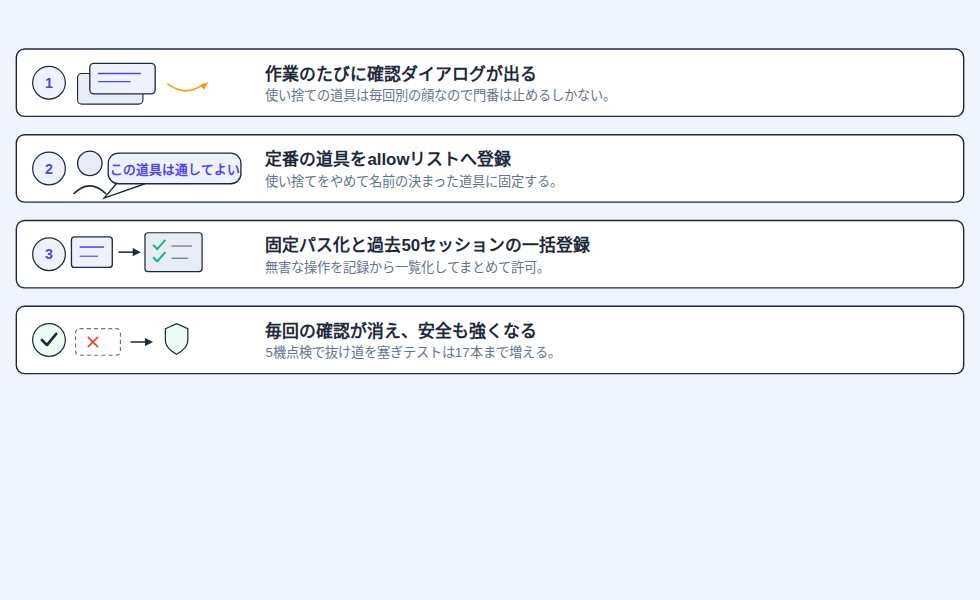 1
作業のたびに確認ダイアログが出る
使い捨ての道具は毎回別の顔なので門番は止めるしかない。
2
この道具は通してよい
定番の道具をallowリストへ登録
使い捨てをやめて名前の決まった道具に固定する。
3
固定パス化と過去50セッションの一括登録
無害な操作を記録から一覧化してまとめて許可。
毎回の確認が消え、安全も強くなる
5機点検で抜け道を塞ぎテストは17本まで増える。